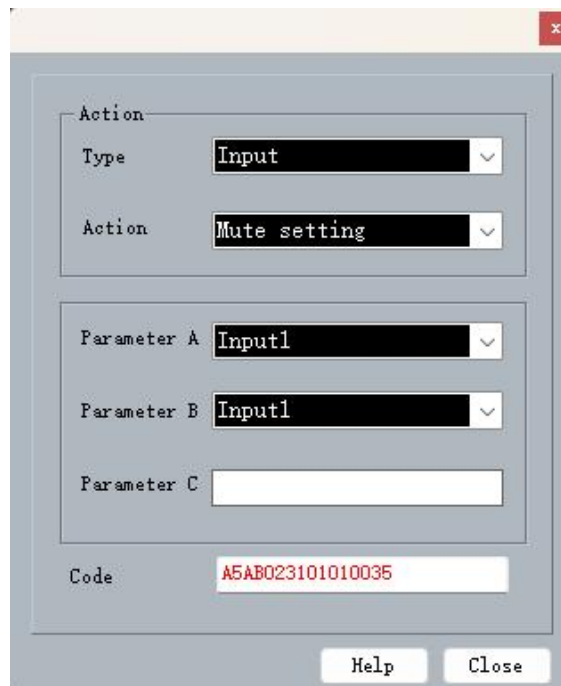 x
Action
Type Input
Action Mute setting
Parameter A Input1
Parameter B Input1
Parameter C
Code A5AB023101010035
Help Close